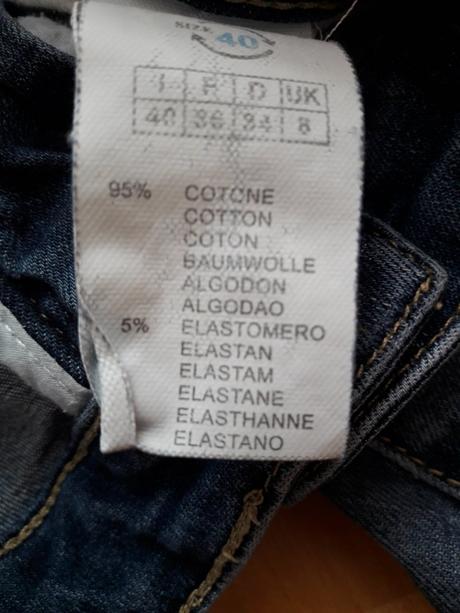 SIZE 40
I F D UK
40 36 34 8
95% COTONE
COTTON
COTON
BAUMWOLLE
ALGODON
ALGODAO
5% ELASTOMERO
ELASTAN
ELASTAM
ELASTANE
ELASTHANNE
ELASTANO